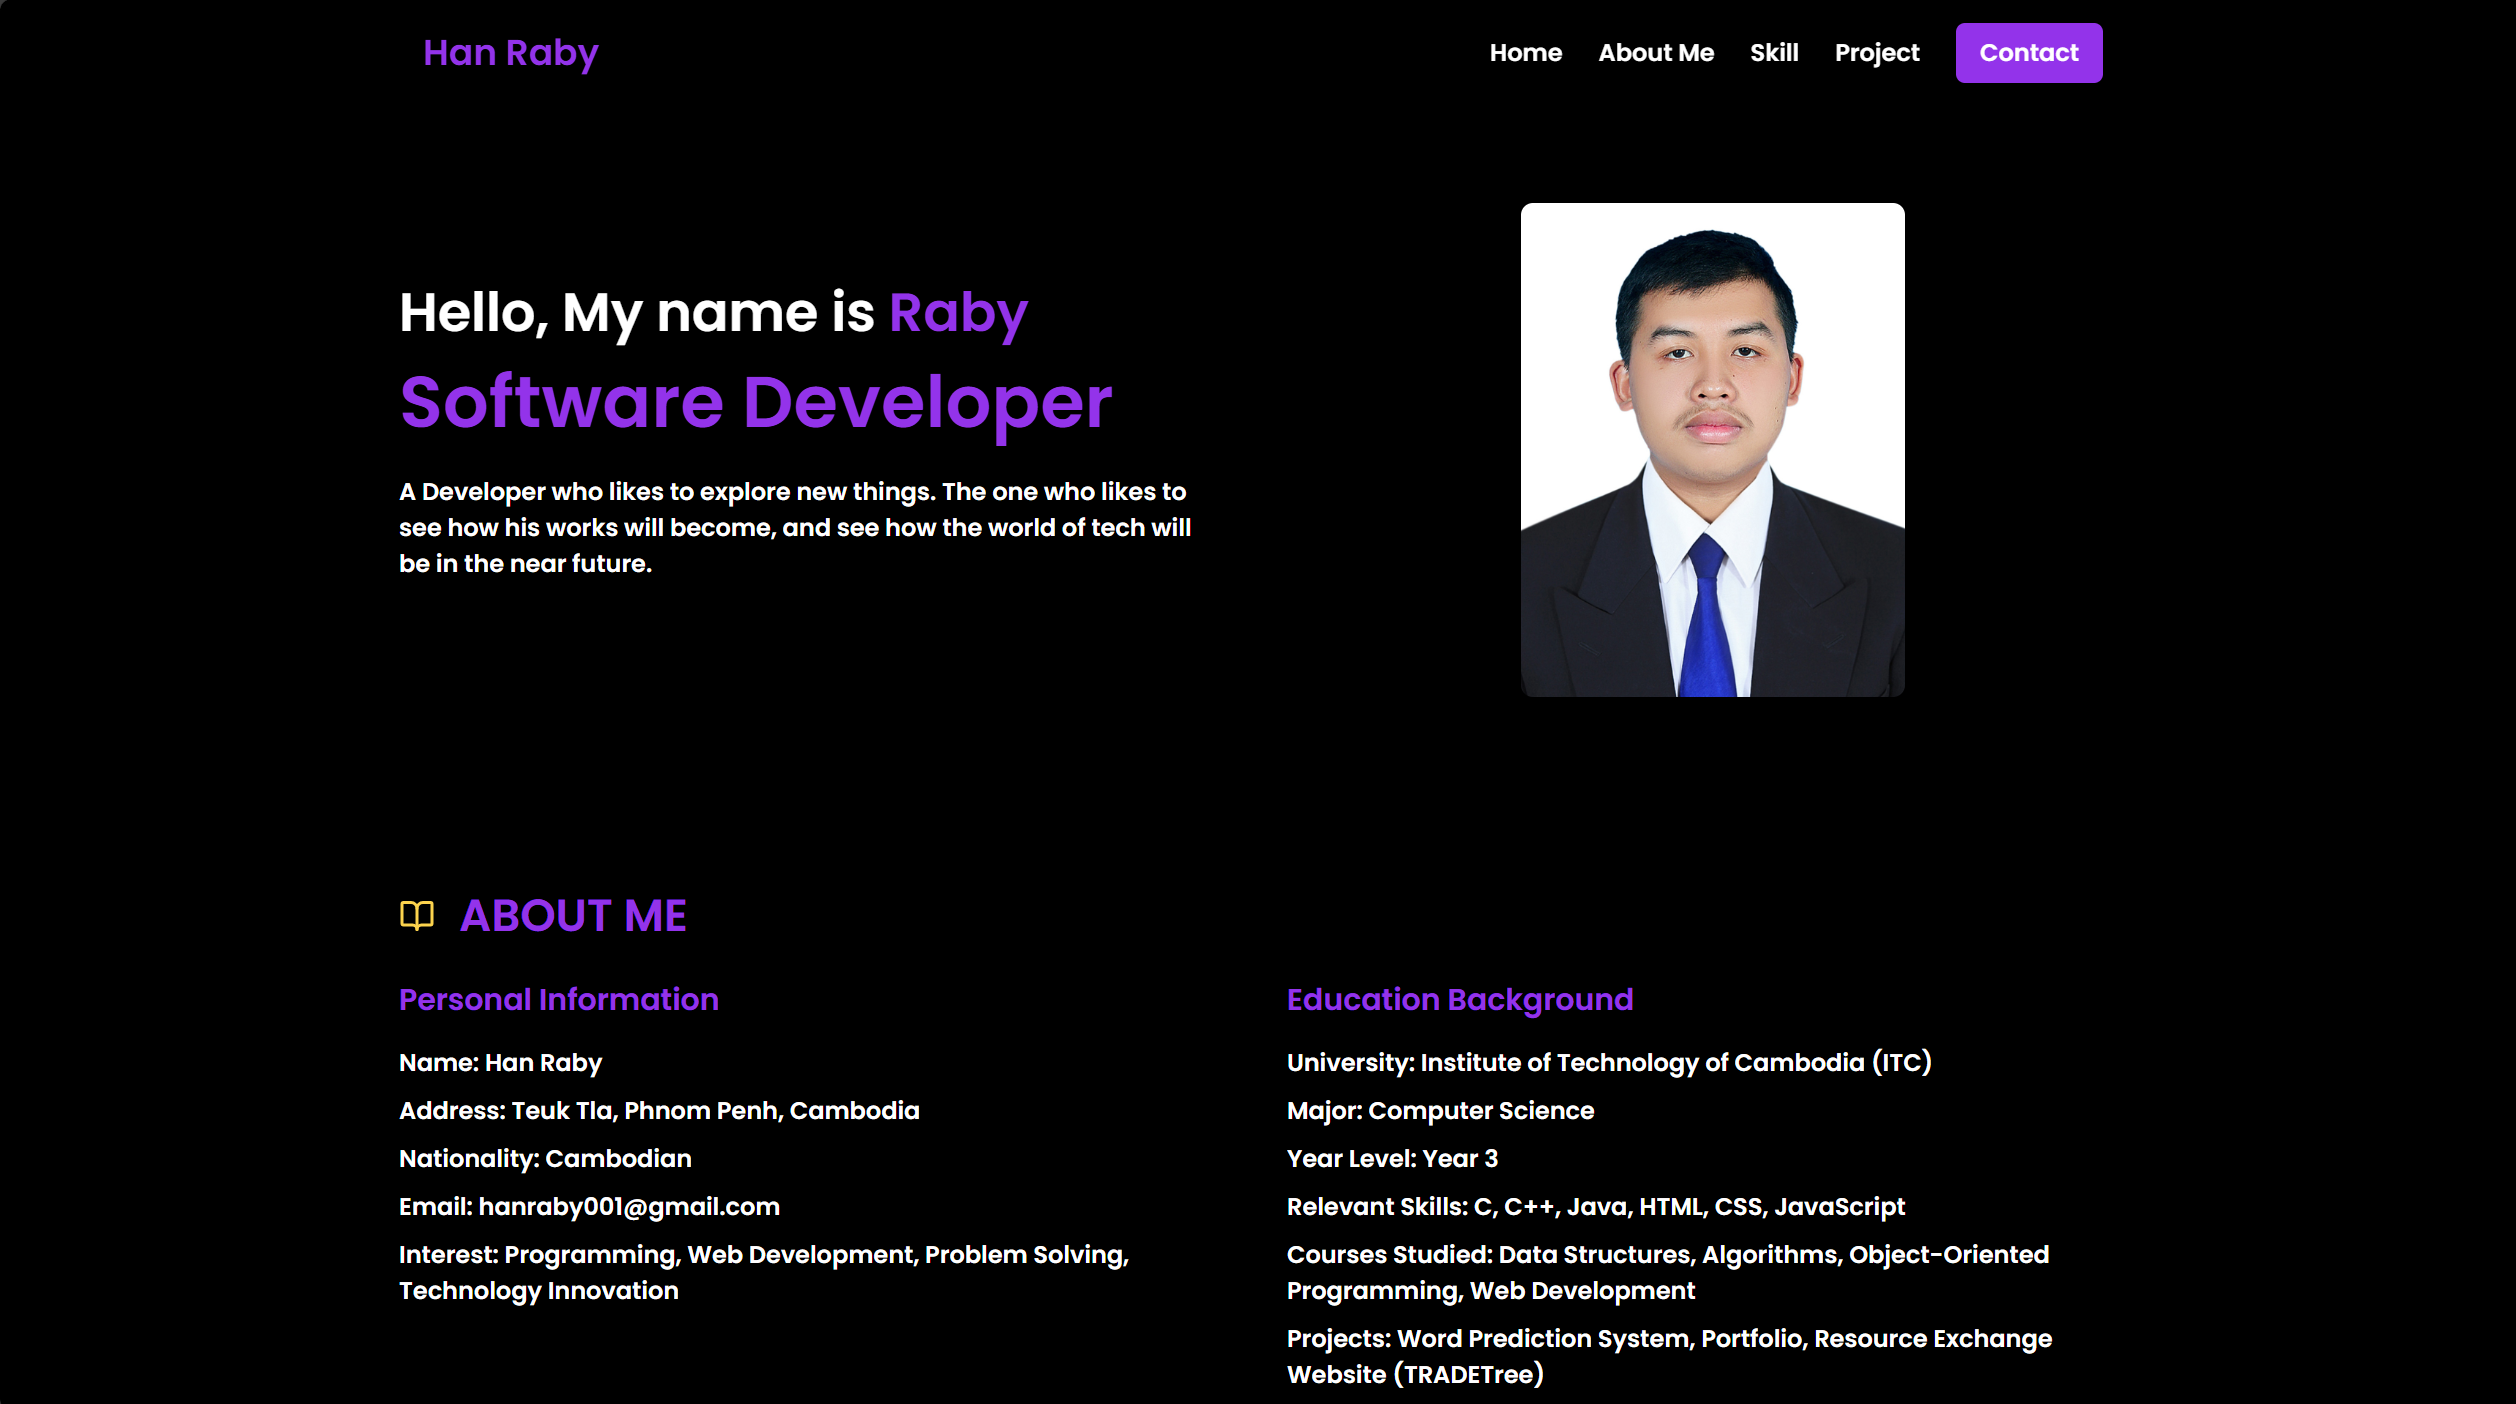 Han Raby
Home
About Me
Skill
Project
Contact
Hello, My name is Raby
Software Developer
A Developer who likes to explore new things. The one who likes to
see how his works will become, and see how the world of tech will
be in the near future.
ABOUT ME
Personal Information
Name: Han Raby
Address: Teuk Tla, Phnom Penh, Cambodia
Nationality: Cambodian
Email: hanraby001@gmail.com
Interest: Programming, Web Development, Problem Solving,
Technology Innovation
Education Background
University: Institute of Technology of Cambodia (ITC)
Major: Computer Science
Year Level: Year 3
Relevant Skills: C, C++, Java, HTML, CSS, JavaScript
Courses Studied: Data Structures, Algorithms, Object-Oriented
Programming, Web Development
Projects: Word Prediction System, Portfolio, Resource Exchange
Website (TRADETree)